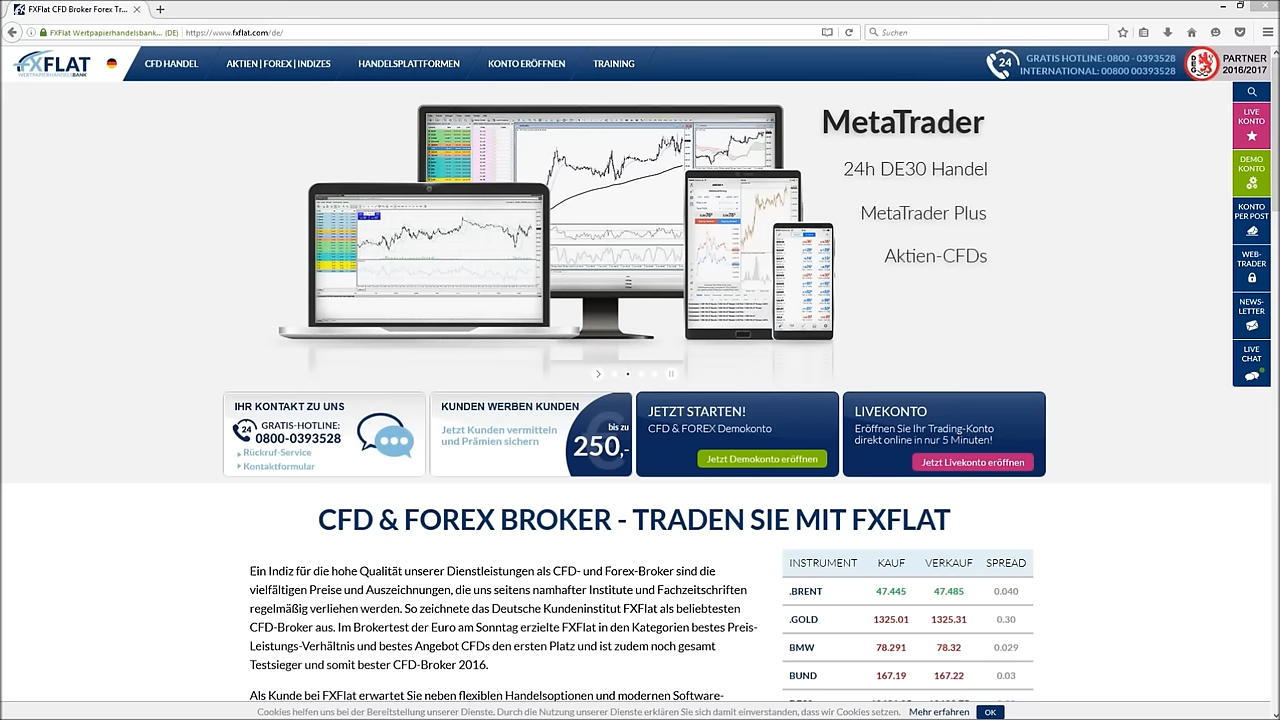 FXFlat CFD Broker Forex Tr...
FXFlat Wertpapierhandelsbank... (DE)
https://www.fxflat.com/de/
Suchen
FXFLAT
WERTPAPIERHANDELSBANK
CFD HANDEL
AKTIEN | FOREX | INDIZES
HANDELSPLATTFORMEN
KONTO ERÖFFNEN
TRAINING
24
GRATIS HOTLINE: 0800 - 0393528
INTERNATIONAL: 00800 00393528
DEG
PARTNER
2016/2017
LIVE
KONTO
DEMO
KONTO
KONTO
PER POST
WEB-
TRADER
NEWS-
LETTER
LIVE
CHAT
MetaTrader
24h DE30 Handel
MetaTrader Plus
Aktien-CFDs
IHR KONTAKT ZU UNS
24
GRATIS-HOTLINE:
0800-0393528
Rückruf-Service
Kontaktformular
KUNDEN WERBEN KUNDEN
Jetzt Kunden vermitteln
und Prämien sichern
bis zu
250,-
€
JETZT STARTEN!
CFD & FOREX Demokonto
Jetzt Demokonto eröffnen
LIVEKONTO
Eröffnen Sie Ihr Trading-Konto
direkt online in nur 5 Minuten!
Jetzt Livekonto eröffnen
CFD & FOREX BROKER - TRADEN SIE MIT FXFLAT
Ein Indiz für die hohe Qualität unserer Dienstleistungen als CFD- und Forex-Broker sind die
vielfältigen Preise und Auszeichnungen, die uns seitens namhafter Institute und Fachzeitschriften
regelmäßig verliehen werden. So zeichnete das Deutsche Kundeninstitut FXFlat als beliebtesten
CFD-Broker aus. Im Brokertest der Euro am Sonntag erzielte FXFlat in den Kategorien bestes Preis-
Leistungs-Verhältnis und bestes Angebot CFDs den ersten Platz und ist zudem noch gesamt
Testsieger und somit bester CFD-Broker 2016.
Als Kunde bei FXFlat erwartet Sie neben flexiblen Handelsoptionen und modernen Software-
INSTRUMENT KAUF VERKAUF SPREAD
.BRENT 47.445 47.485 0.040
.GOLD 1325.01 1325.31 0.30
BMW 78.291 78.32 0.029
BUND 167.19 167.22 0.03
Cookies helfen uns bei der Bereitstellung unserer Dienste. Durch die Nutzung unserer Dienste erklären Sie sich damit einverstanden, dass wir Cookies setzen. Mehr erfahren OK